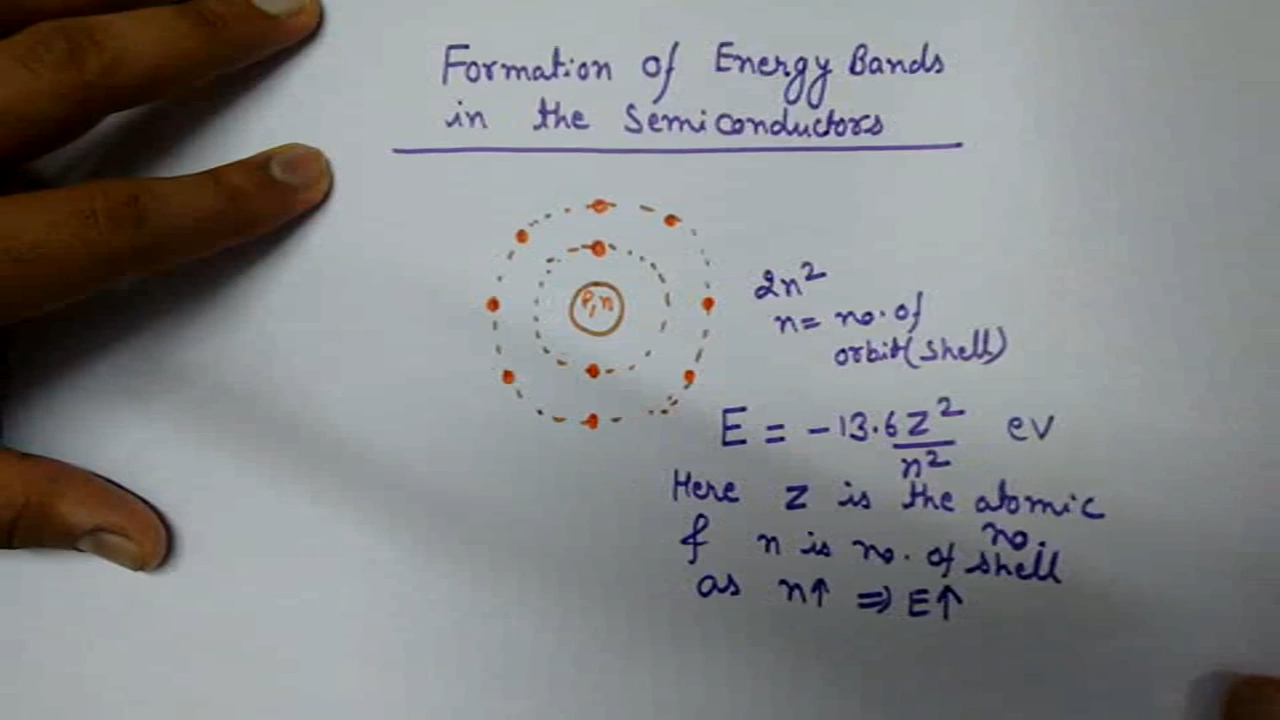 Formation of Energy Bands
in the Semiconductors
P, n
2n²
n = no. of
orbit (shell)
E = -13.6 Z²/n² ev
Here Z is the atomic
no.
& n is no. of shell
as n↑ ⇒ E↑